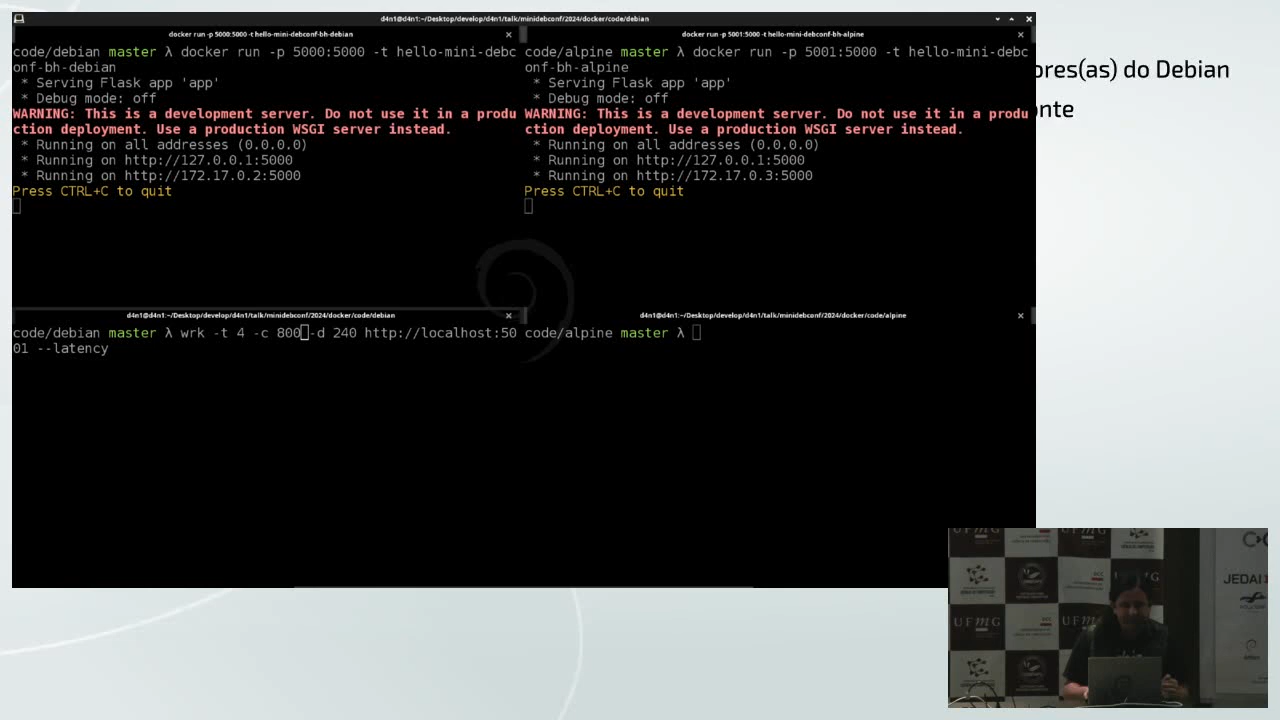 d4n1@d4n1:~/Desktop/develop/d4n1/talk/minidebconf/2024/docker/code/debian
docker run -p 5000:5000 -t hello-mini-debconf-bh-debian
code/debian master λ docker run -p 5000:5000 -t hello-mini-debc
onf-bh-debian
* Serving Flask app 'app'
* Debug mode: off
WARNING: This is a development server. Do not use it in a produ
ction deployment. Use a production WSGI server instead.
* Running on all addresses (0.0.0.0)
* Running on http://127.0.0.1:5000
* Running on http://172.17.0.2:5000
Press CTRL+C to quit
docker run -p 5001:5000 -t hello-mini-debconf-bh-alpine
code/alpine master λ docker run -p 5001:5000 -t hello-mini-debc
onf-bh-alpine
* Serving Flask app 'app'
* Debug mode: off
WARNING: This is a development server. Do not use it in a produ
ction deployment. Use a production WSGI server instead.
* Running on all addresses (0.0.0.0)
* Running on http://127.0.0.1:5000
* Running on http://172.17.0.3:5000
Press CTRL+C to quit
d4n1@d4n1:~/Desktop/develop/d4n1/talk/minidebconf/2024/docker/code/debian
code/debian master λ wrk -t 4 -c 800 -d 240 http://localhost:50
01 --latency
d4n1@d4n1:~/Desktop/develop/d4n1/talk/minidebconf/2024/docker/code/alpine
code/alpine master λ
ores(as) do Debian
onte
UFMG
UFMG
JEDAI